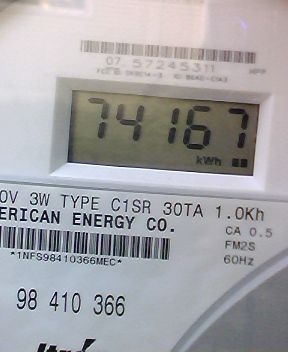 07 57245311
74167
kWh
0V 3W TYPE C1SR 30TA 1.0Kh
ERICAN ENERGY CO.
CA 0.5
FM2S
*1NFS98410366MEC*
60Hz
98 410 366
Itron